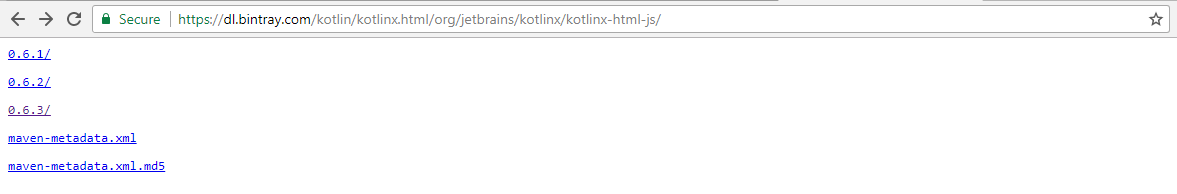 Secure https://dl.bintray.com/kotlin/kotlinx.html/org/jetbrains/kotlinx/kotlinx-html-js/
0.6.1/
0.6.2/
0.6.3/
maven-metadata.xml
maven-metadata.xml.md5